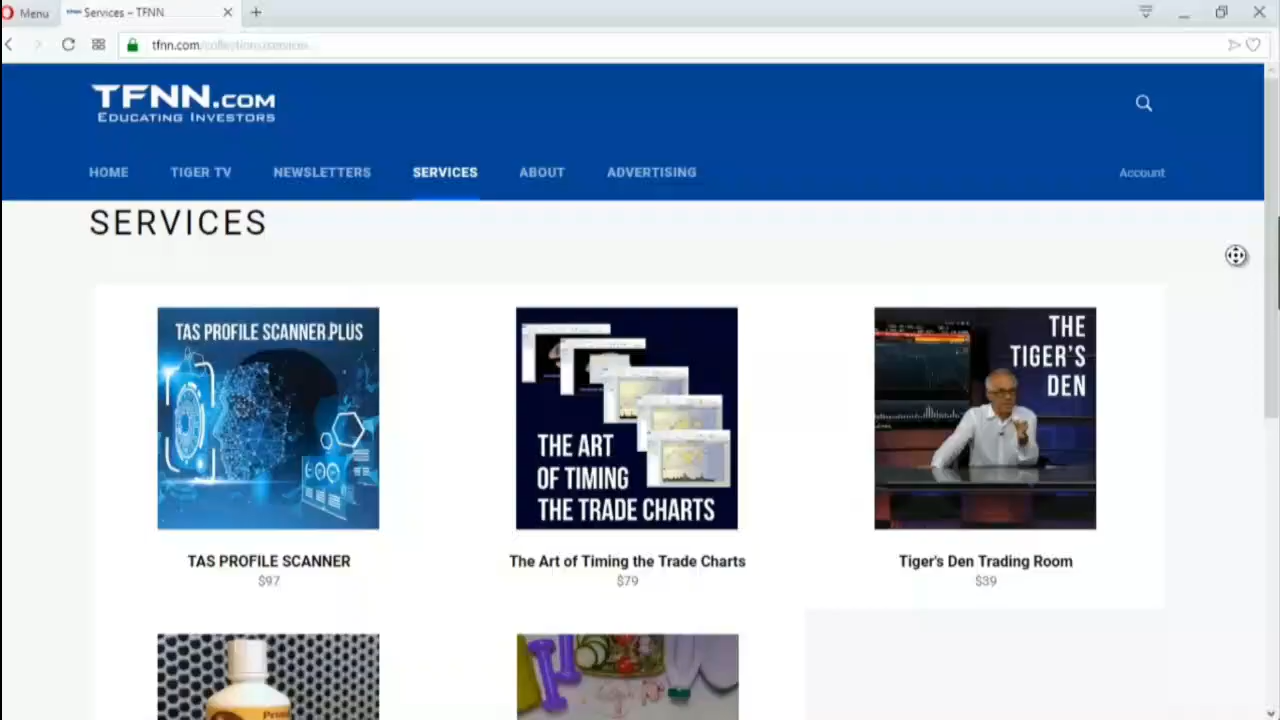 Menu
Services – TFNN
tfnn.com/collections/services
TFNN.COM
EDUCATING INVESTORS
HOME
TIGER TV
NEWSLETTERS
SERVICES
ABOUT
ADVERTISING
Account
SERVICES
TAS PROFILE SCANNER PLUS
THE ART
OF TIMING
THE TRADE CHARTS
THE
TIGER'S
DEN
TAS PROFILE SCANNER
$97
The Art of Timing the Trade Charts
$79
Tiger's Den Trading Room
$39